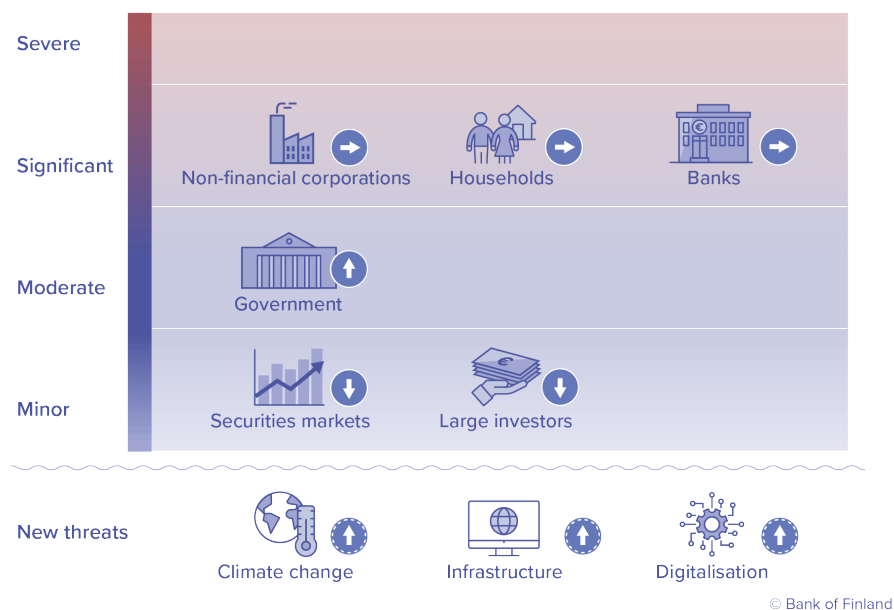 Severe
Significant
Non-financial corporations
Households
€
Banks
Moderate
Government
Minor
€
Securities markets
Large investors
New threats
Climate change
Infrastructure
Digitalisation
© Bank of Finland